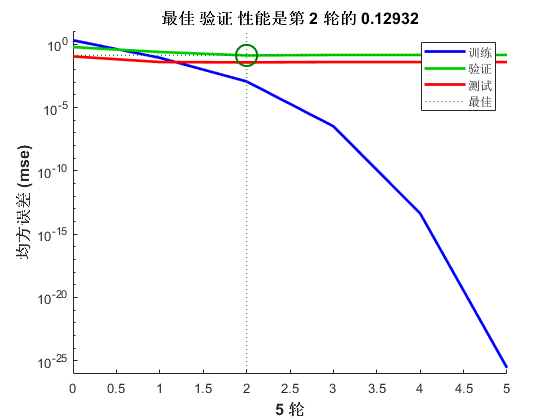 最佳 验证 性能是第 2 轮的 0.12932
训练
验证
测试
最佳
均方误差 (mse)
10^0
10^-5
10^-10
10^-15
10^-20
10^-25
0 0.5 1 1.5 2 2.5 3 3.5 4 4.5 5
5 轮